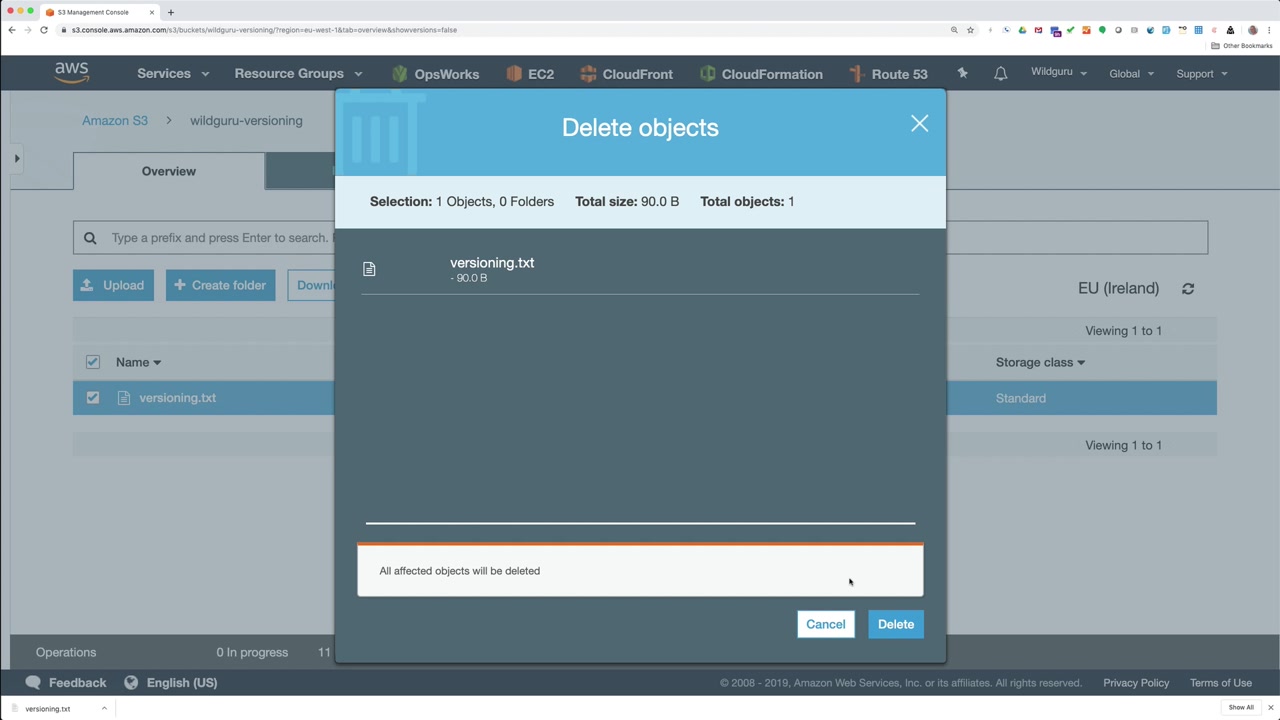 S3 Management Console
s3.console.aws.amazon.com/s3/buckets/wildguru-versioning/?region=eu-west-1&tab=overview&showversions=false
Other Bookmarks
aws
Services
Resource Groups
OpsWorks
EC2
CloudFront
CloudFormation
Route 53
Wildguru
Global
Support
Amazon S3
wildguru-versioning
Overview
Delete objects
Selection: 1 Objects, 0 Folders
Total size: 90.0 B
Total objects: 1
Type a prefix and press Enter to search.
versioning.txt
- 90.0 B
Upload
Create folder
EU (Ireland)
Viewing 1 to 1
Name
Storage class
versioning.txt
Standard
Viewing 1 to 1
All affected objects will be deleted
Cancel
Delete
Operations
0 In progress
11
Feedback
English (US)
© 2008 - 2019, Amazon Web Services, Inc. or its affiliates. All rights reserved.
Privacy Policy
Terms of Use
versioning.txt
Show All